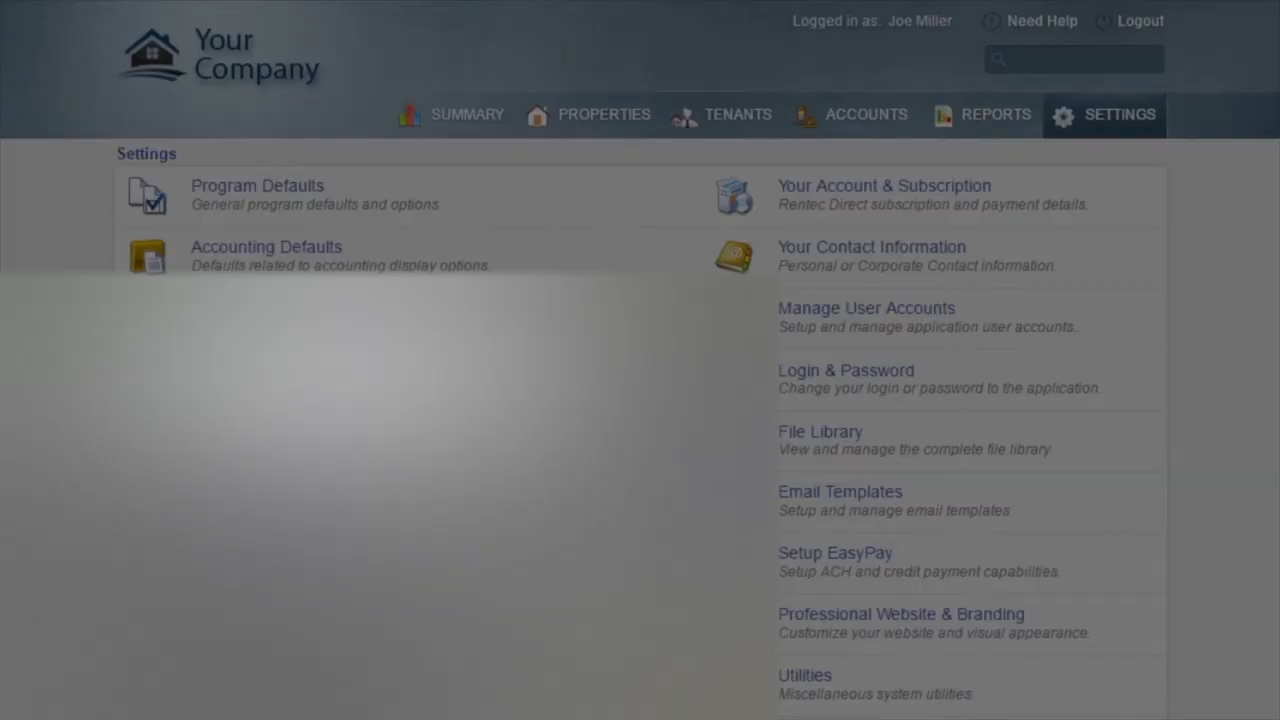 Logged in as: Joe Miller
Need Help
Logout
Your
Company
SUMMARY
PROPERTIES
TENANTS
ACCOUNTS
REPORTS
SETTINGS
Settings
Program Defaults
General program defaults and options
Your Account & Subscription
Rentec Direct subscription and payment details.
Accounting Defaults
Defaults related to accounting display options.
Your Contact Information
Personal or Corporate Contact information.
Manage User Accounts
Setup and manage application user accounts..
Login & Password
Change your login or password to the application.
File Library
View and manage the complete file library.
Email Templates
Setup and manage email templates.
Setup EasyPay
Setup ACH and credit payment capabilities.
Professional Website & Branding
Customize your website and visual appearance.
Utilities
Miscellaneous system utilities